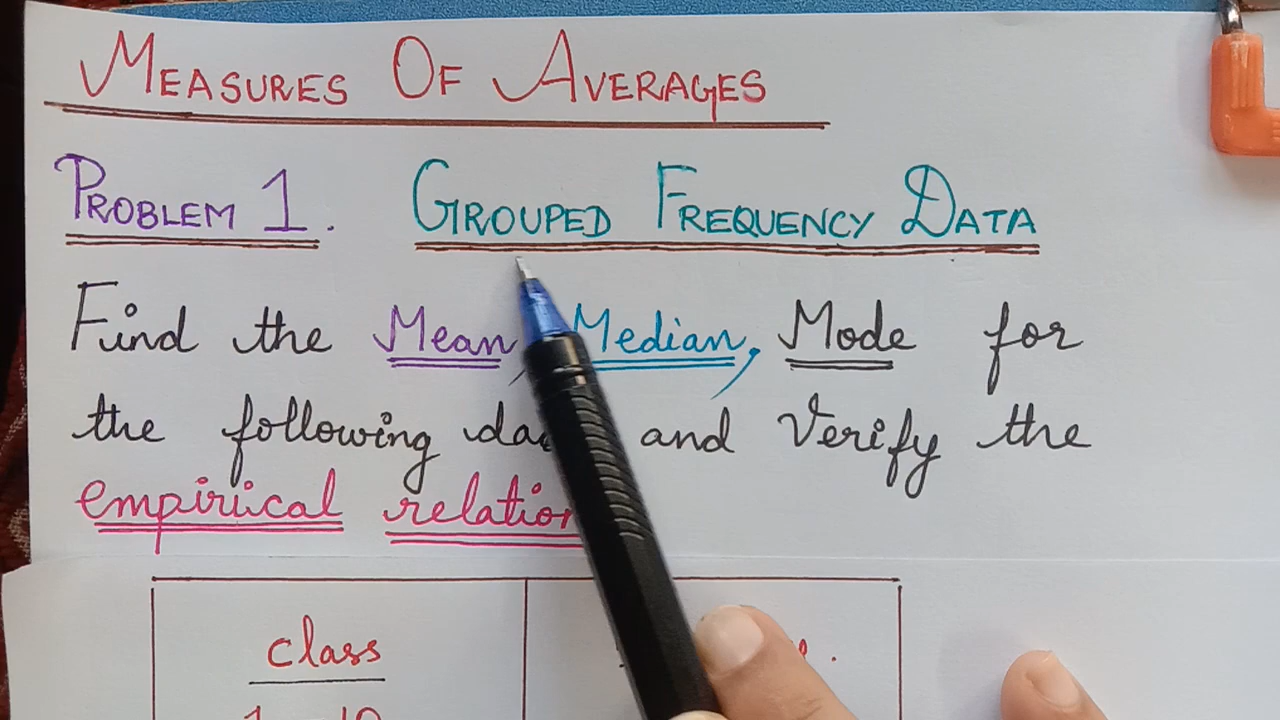 MEASURES OF AVERAGES
PROBLEM 1. GROUPED FREQUENCY DATA
Find the Mean, Median, Mode for
the following and Verify the
empirical relation
class